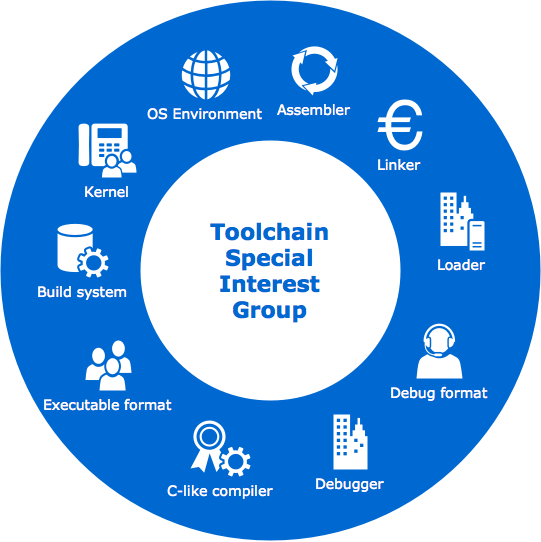 Toolchain
Special
Interest
Group
OS Environment
Assembler
Linker
Loader
Debug format
Debugger
C-like compiler
Executable format
Build system
Kernel